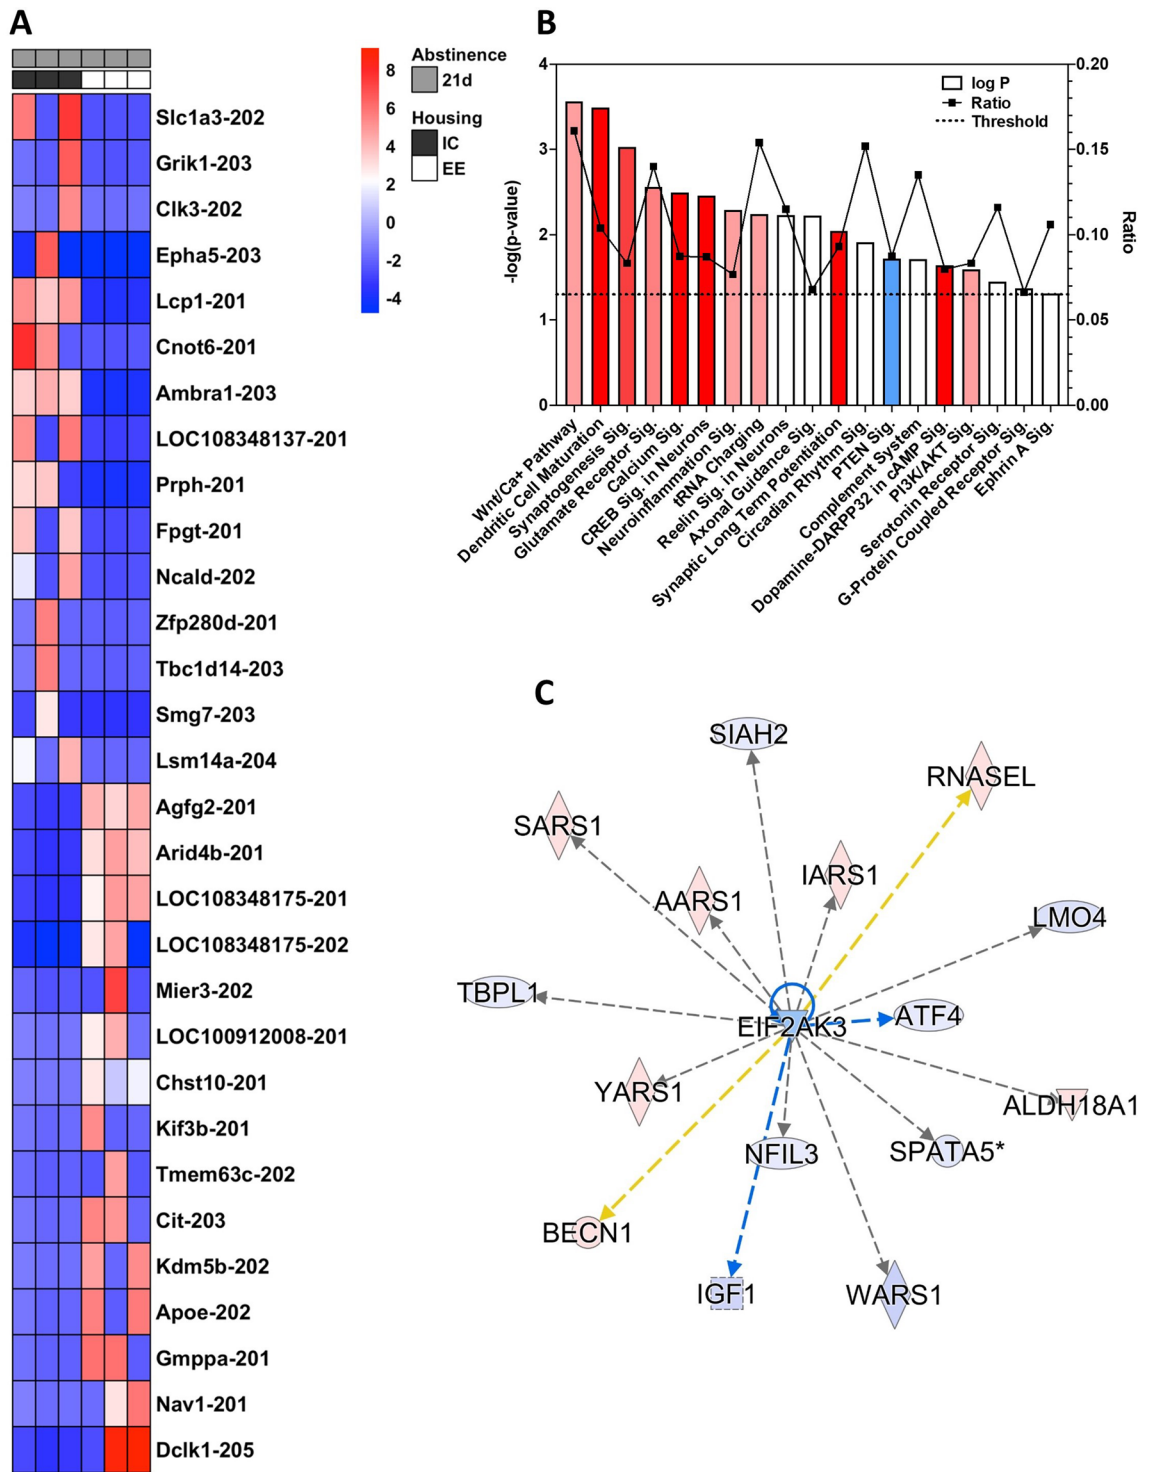 A
Abstinence
21d
Housing
IC
EE
8
6
4
2
0
-2
-4
Slc1a3-202
Grik1-203
Clk3-202
Epha5-203
Lcp1-201
Cnot6-201
Ambra1-203
LOC108348137-201
Prph-201
Fpgt-201
Ncald-202
Zfp280d-201
Tbc1d14-203
Smg7-203
Lsm14a-204
Agfg2-201
Arid4b-201
LOC108348175-201
LOC108348175-202
Mier3-202
LOC100912008-201
Chst10-201
Kif3b-201
Tmem63c-202
Cit-203
Kdm5b-202
Apoe-202
Gmppa-201
Nav1-201
Dclk1-205
B
-log(p-value)
4
3
2
1
0
log P
Ratio
Threshold
0.20
0.15
0.10
0.05
0.00
Ratio
Wnt/Ca+ Pathway
Dendritic Cell Maturation
Synaptogenesis Sig.
Glutamate Receptor Sig.
Calcium Sig.
CREB Sig. in Neurons
Neuroinflammation Sig.
tRNA Charging
Reelin Sig. in Neurons
Axonal Guidance Sig.
Synaptic Long Term Potentiation
Circadian Rhythm Sig.
PTEN Sig.
Complement System
Dopamine-DARPP32 in cAMP Sig.
PI3K/AKT Sig.
Serotonin Receptor Sig.
G-Protein Coupled Receptor Sig.
Ephrin A Sig.
C
SIAH2
RNASEL
SARS1
IARS1
AARS1
LMO4
TBPL1
ATF4
EIF2AK3
YARS1
ALDH18A1
NFIL3
SPATA5*
BECN1
IGF1
WARS1